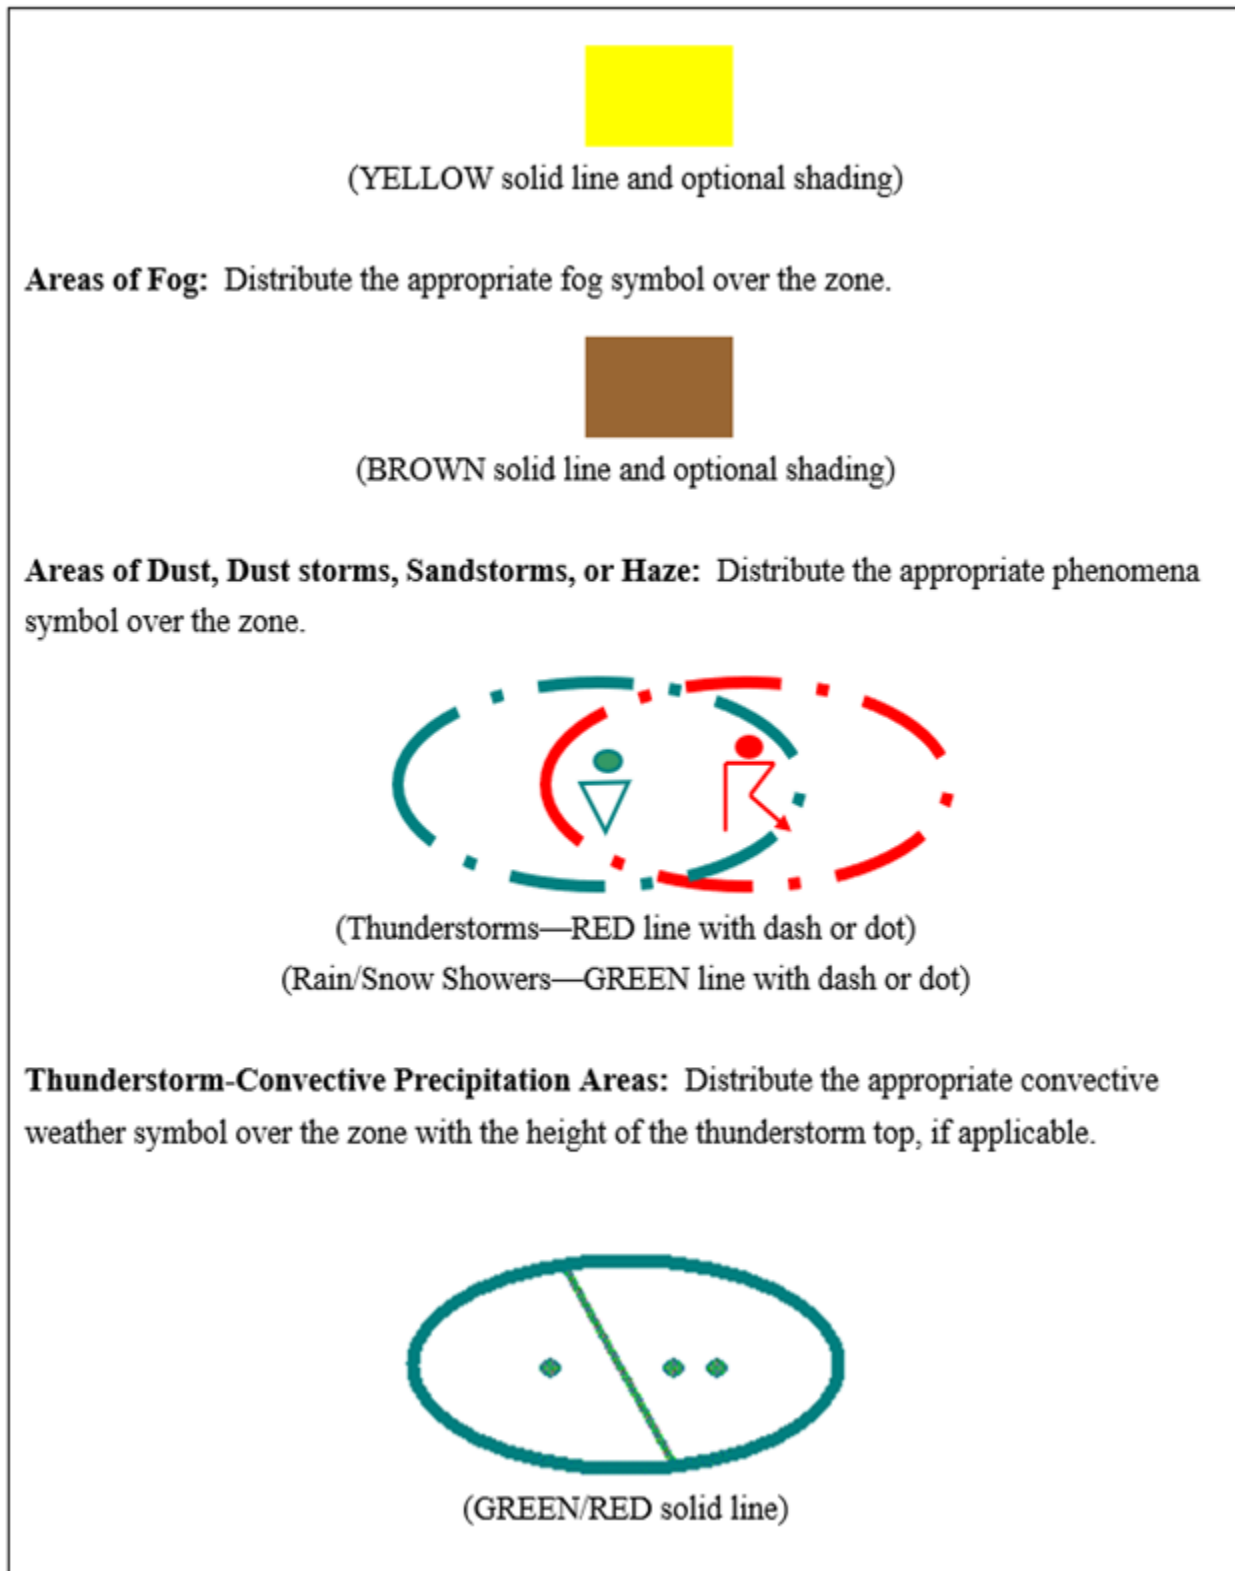 (YELLOW solid line and optional shading)
Areas of Fog:  Distribute the appropriate fog symbol over the zone.
(BROWN solid line and optional shading)
Areas of Dust, Dust storms, Sandstorms, or Haze:  Distribute the appropriate phenomena
symbol over the zone.
(Thunderstorms—RED line with dash or dot)
(Rain/Snow Showers—GREEN line with dash or dot)
Thunderstorm-Convective Precipitation Areas:  Distribute the appropriate convective
weather symbol over the zone with the height of the thunderstorm top, if applicable.
(GREEN/RED solid line)